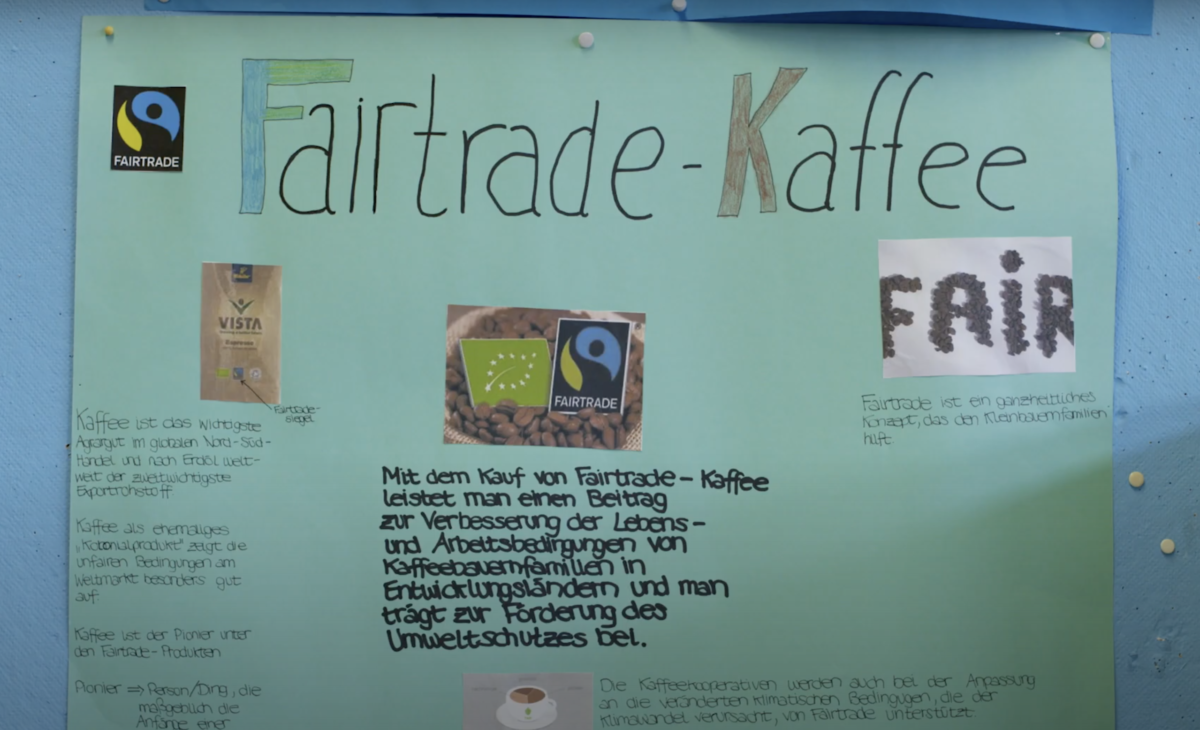 Fairtrade-Kaffee
FAIRTRADE
VISTA
Fairtrade-
siegel
FAIR
FAIRTRADE
Kaffee ist das wichtigste
Agrargut im globalen Nord-Süd-
Handel und nach Erdöl welt-
weit der zweitwichtigste
Exportrohstoff.
Kaffee als ehemaliges
„Kolonialprodukt" zeigt die
unfairen Bedingungen am
Weltmarkt besonders gut
auf.
Kaffee ist der Pionier unter
den Fairtrade-Produkten
Pionier ⇒ Person/Ding, die
maßgeblich die
Anfänge einer
Mit dem Kauf von Fairtrade-Kaffee
leistet man einen Beitrag
zur Verbesserung der Lebens-
und Arbeitsbedingungen von
Kaffeebauernfamilien in
Entwicklungsländern und man
trägt zur Förderung des
Umweltschutzes bei.
Fairtrade ist ein ganzheitliches
Konzept, das den Kleinbauernfamilien
hilft.
Die Kaffeekooperativen werden auch bei der Anpassung
an die veränderten klimatischen Bedingugen, die der
Klimawandel verursacht, von Fairtrade unterstützt.